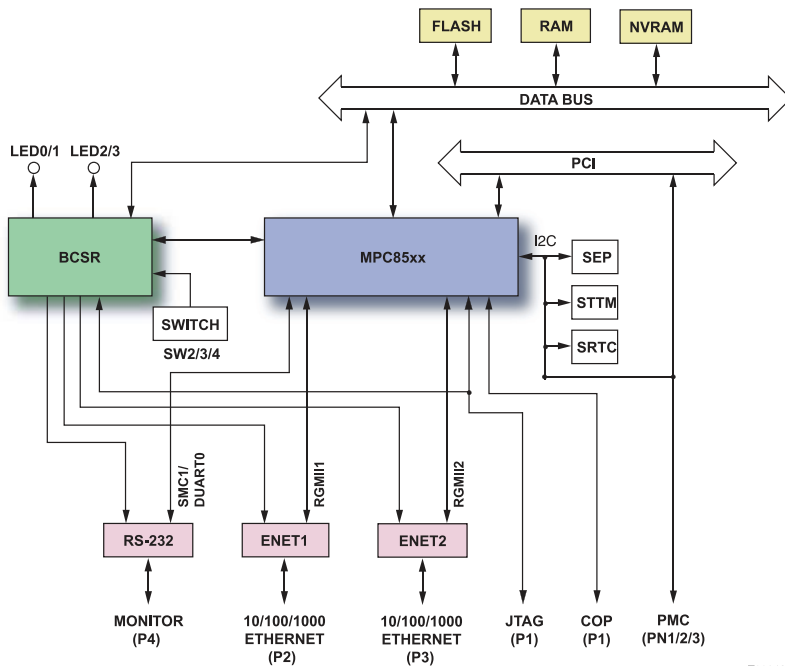 FLASH
RAM
NVRAM
DATA BUS
LED0/1
LED2/3
PCI
BCSR
MPC85xx
I2C
SEP
STTM
SRTC
SWITCH
SW2/3/4
SMC1/
DUART0
RGMII1
RGMII2
RS-232
ENET1
ENET2
MONITOR
(P4)
10/100/1000
ETHERNET
(P2)
10/100/1000
ETHERNET
(P3)
JTAG
(P1)
COP
(P1)
PMC
(PN1/2/3)